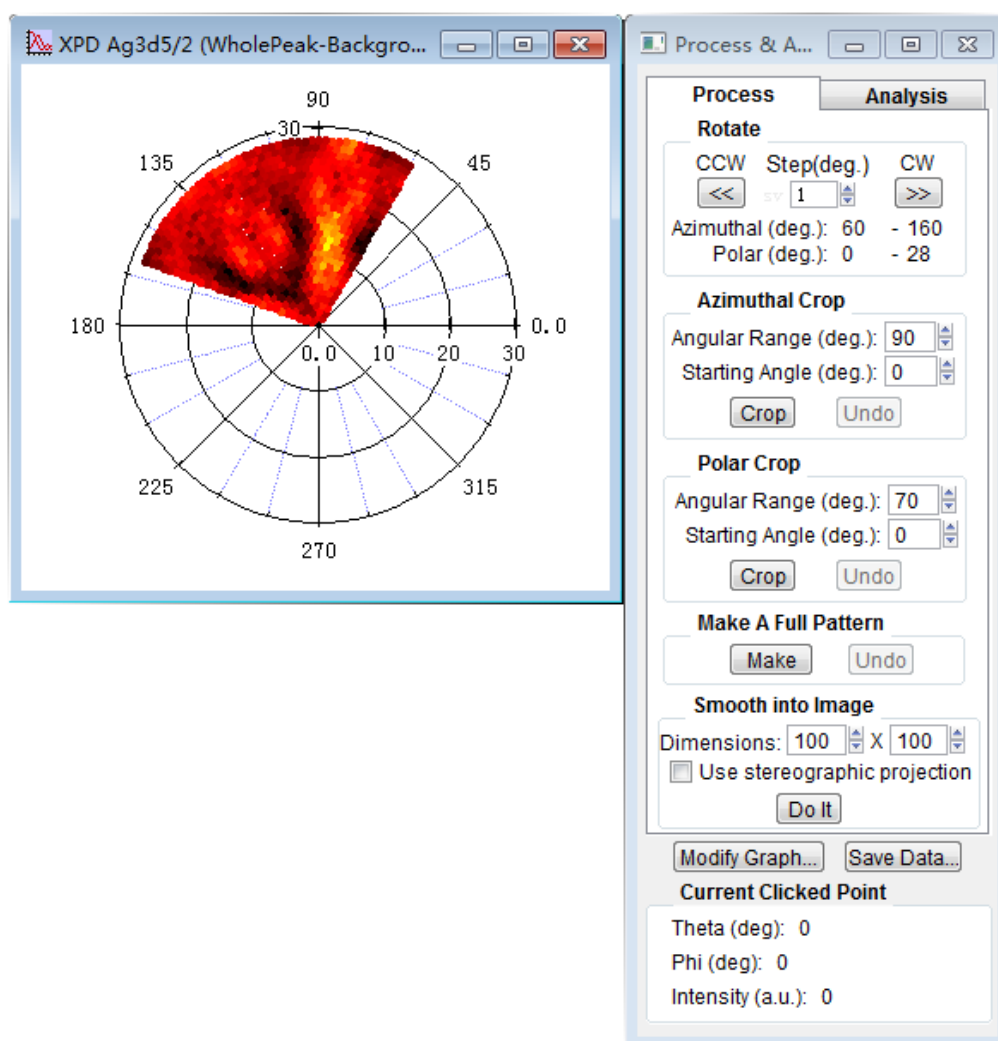 XPD Ag3d5/2 (WholePeak-Backgro...
90
30
135
45
180
0.0
0.0 10 20 30
225
315
270
Process & A...
Process Analysis
Rotate
CCW Step(deg.) CW
<< sv 1 >>
Azimuthal (deg.): 60 - 160
Polar (deg.): 0 - 28
Azimuthal Crop
Angular Range (deg.): 90
Starting Angle (deg.): 0
Crop Undo
Polar Crop
Angular Range (deg.): 70
Starting Angle (deg.): 0
Crop Undo
Make A Full Pattern
Make Undo
Smooth into Image
Dimensions: 100 X 100
Use stereographic projection
Do It
Modify Graph... Save Data...
Current Clicked Point
Theta (deg): 0
Phi (deg): 0
Intensity (a.u.): 0